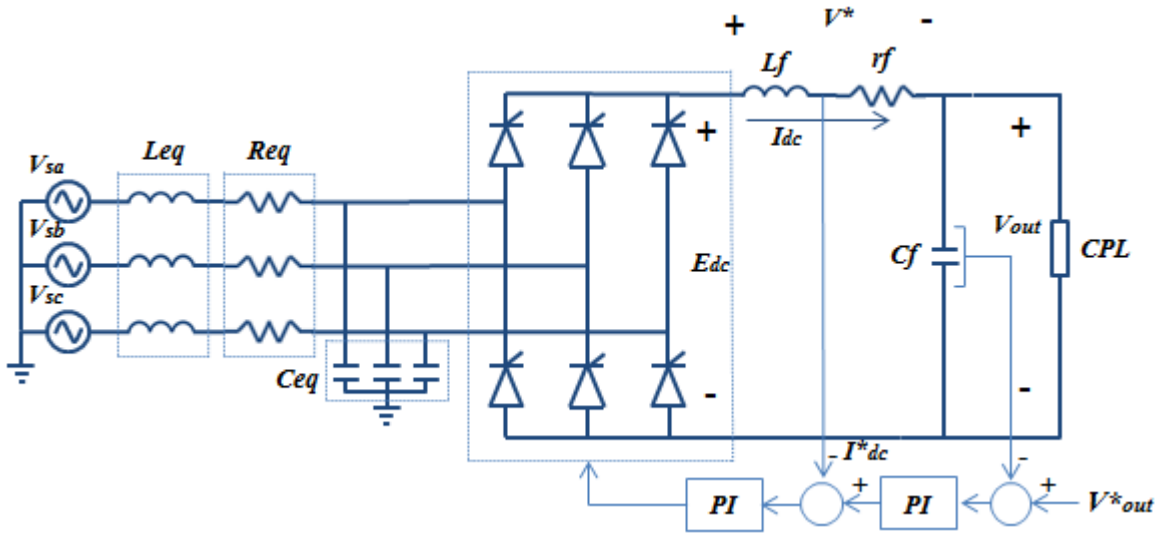 + V* -
Lf rf
Idc
Leq Req
Vsa
Vsb
Vsc
Ceq
+
Edc
-
+
Vout
Cf CPL
-
- I*dc
-
+ +
PI PI
V*out